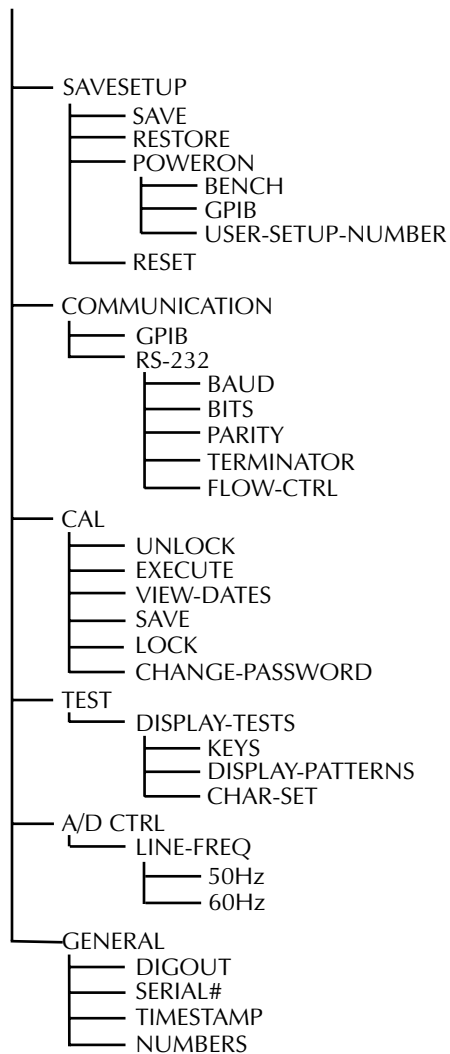 SAVESETUP
SAVE
RESTORE
POWERON
BENCH
GPIB
USER-SETUP-NUMBER
RESET
COMMUNICATION
GPIB
RS-232
BAUD
BITS
PARITY
TERMINATOR
FLOW-CTRL
CAL
UNLOCK
EXECUTE
VIEW-DATES
SAVE
LOCK
CHANGE-PASSWORD
TEST
DISPLAY-TESTS
KEYS
DISPLAY-PATTERNS
CHAR-SET
A/D CTRL
LINE-FREQ
50Hz
60Hz
GENERAL
DIGOUT
SERIAL#
TIMESTAMP
NUMBERS